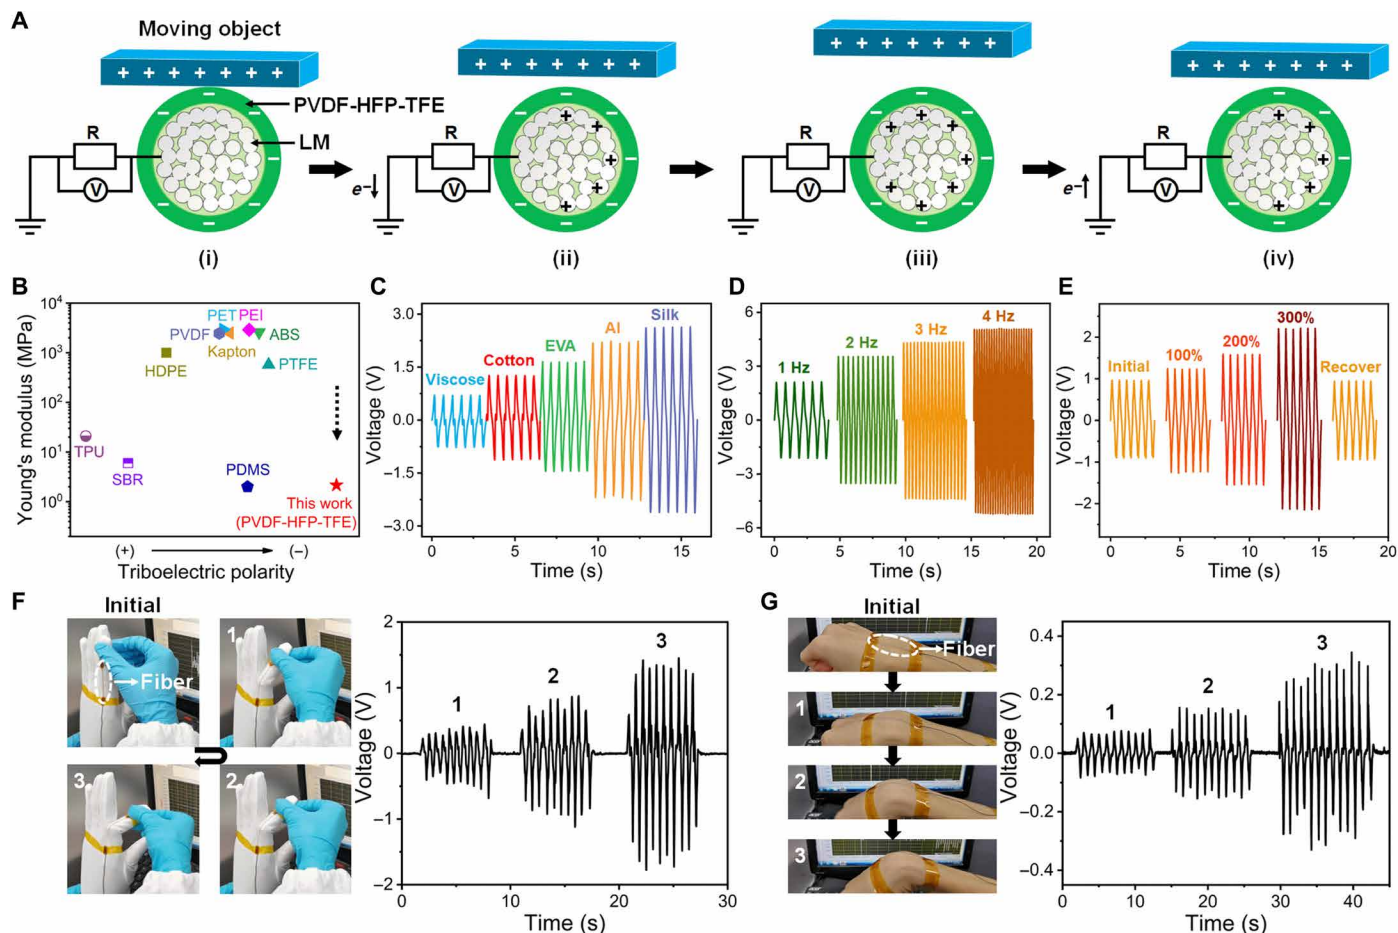 A
Moving object
+ + + + + + +
+ + + + + + +
+ + + + + + +
+ + + + + + +
PVDF-HFP-TFE
LM
R
V
R
V
e−
R
V
R
V
e−
(i)
(ii)
(iii)
(iv)
B
Young's modulus (MPa)
10⁴
10³
10²
10¹
10⁰
PET
PEI
PVDF
ABS
Kapton
HDPE
PTFE
TPU
SBR
PDMS
This work
(PVDF-HFP-TFE)
(+)
(−)
Triboelectric polarity
C
Voltage (V)
3.0
1.5
0.0
−1.5
−3.0
Viscose
Cotton
EVA
Al
Silk
0
5
10
15
Time (s)
D
Voltage (V)
6
3
0
−3
−6
1 Hz
2 Hz
3 Hz
4 Hz
0
5
10
15
20
Time (s)
E
Voltage (V)
2
1
0
−1
−2
Initial
100%
200%
300%
Recover
0
5
10
15
20
Time (s)
F
Initial
Fiber
1
3
2
Voltage (V)
2
1
0
−1
−2
1
2
3
0
10
20
30
Time (s)
G
Initial
Fiber
1
2
3
Voltage (V)
0.4
0.2
0.0
−0.2
−0.4
1
2
3
0
10
20
30
40
Time (s)